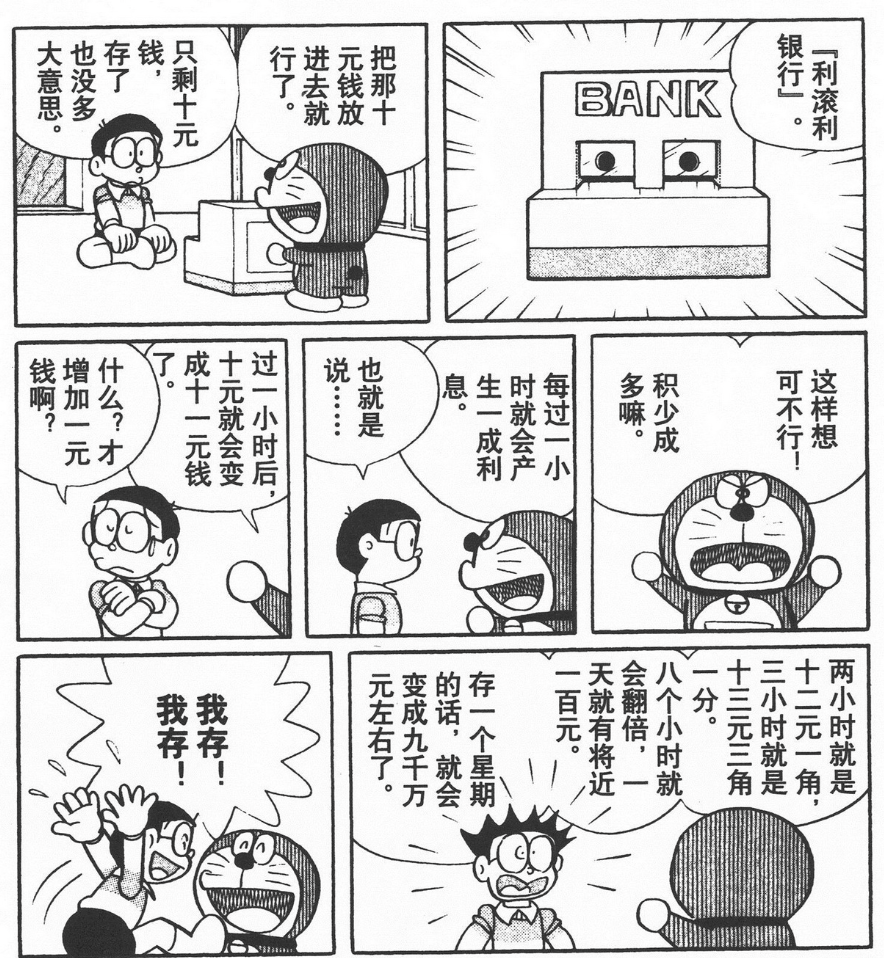 『利滚利
银行』。
BANK
把那十
元钱放
进去就
行了。
只剩十元
钱，
存了
也没多
大意思。
这样想
可不行！
积少成
多嘛。
每过一小
时就会产
生一成利
息。
也就是
说……
过一小时后，
十元就会变
成十一元钱
了。
什么？才
增加一元
钱啊？
两小时就是
十二元一角，
三小时就是
十三元三角
一分。
八个小时就
会翻倍，一
天就有将近
一百元。
存一个星期
的话，就会
变成九千万
元左右了。
我存！
我存！